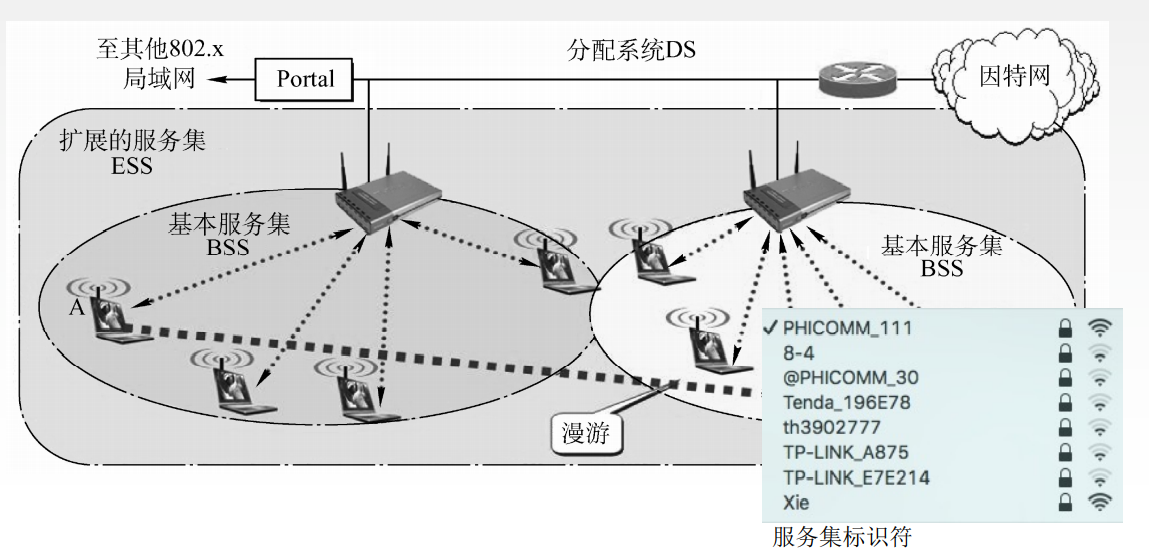 至其他802.x
局域网
Portal
分配系统DS
因特网
扩展的服务集
ESS
基本服务集
BSS
基本服务集
BSS
A
漫游
✓ PHICOMM_111
8-4
@PHICOMM_30
Tenda_196E78
th3902777
TP-LINK_A875
TP-LINK_E7E214
Xie
服务集标识符